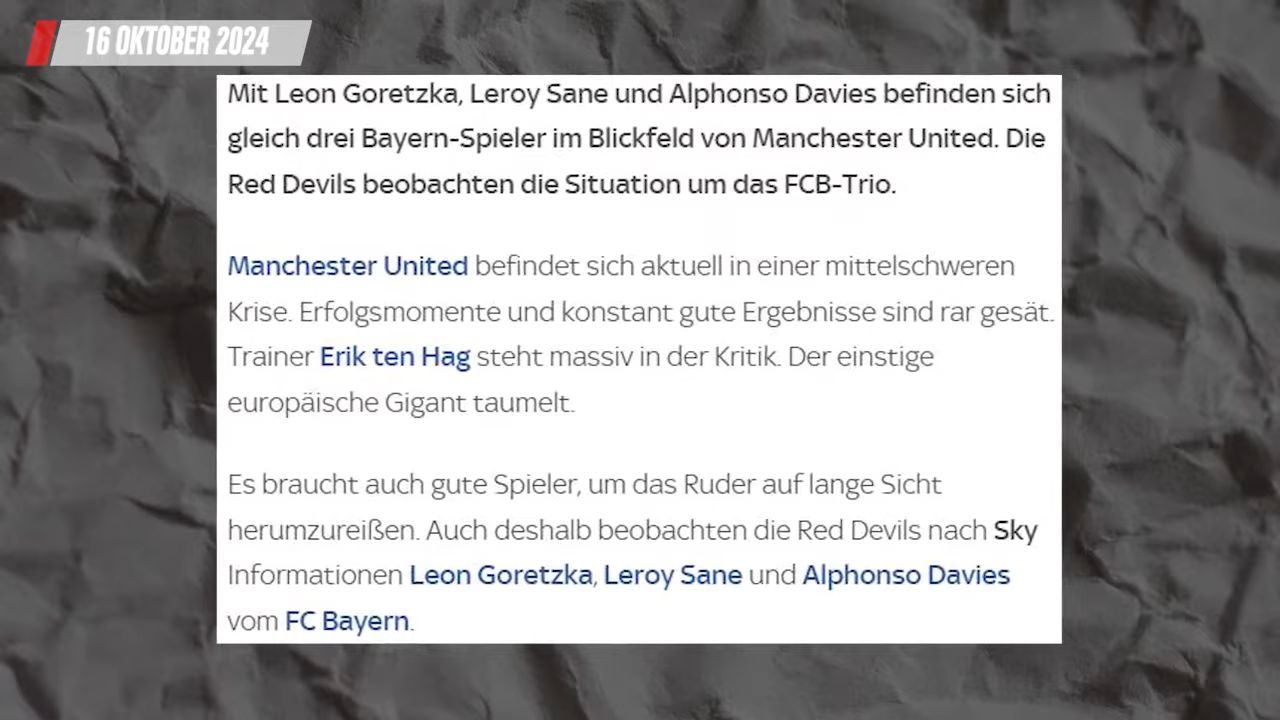 16 OKTOBER 2024
Mit Leon Goretzka, Leroy Sane und Alphonso Davies befinden sich
gleich drei Bayern-Spieler im Blickfeld von Manchester United. Die
Red Devils beobachten die Situation um das FCB-Trio.
Manchester United befindet sich aktuell in einer mittelschweren
Krise. Erfolgsmomente und konstant gute Ergebnisse sind rar gesät.
Trainer Erik ten Hag steht massiv in der Kritik. Der einstige
europäische Gigant taumelt.
Es braucht auch gute Spieler, um das Ruder auf lange Sicht
herumzureißen. Auch deshalb beobachten die Red Devils nach Sky
Informationen Leon Goretzka, Leroy Sane und Alphonso Davies
vom FC Bayern.